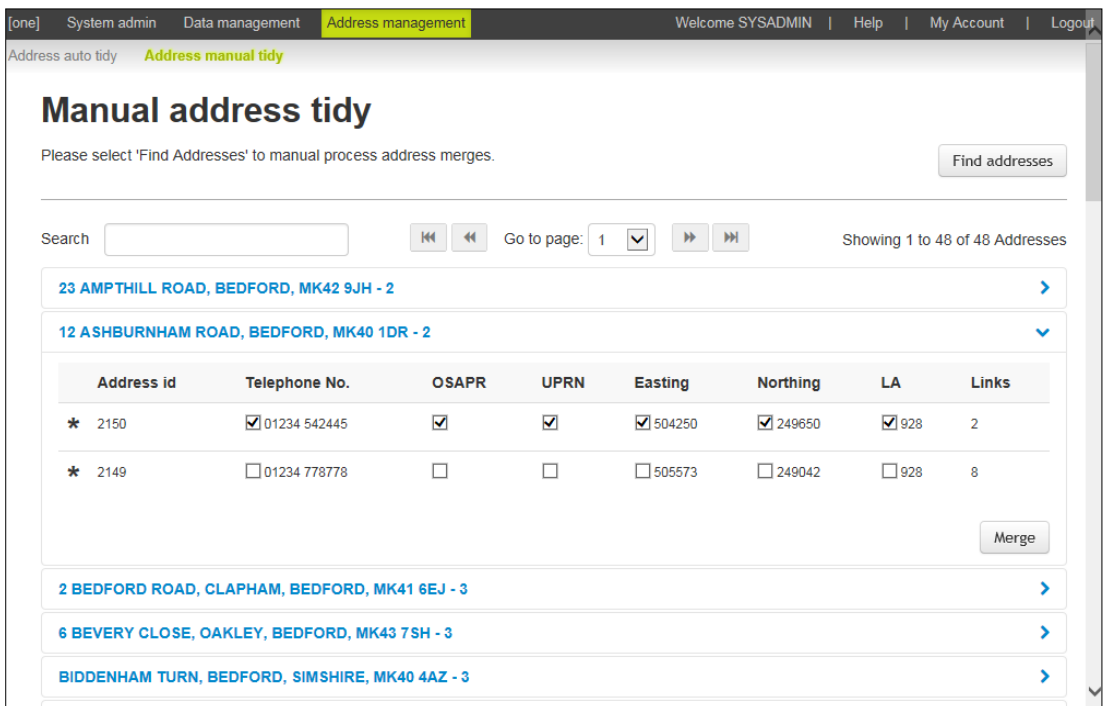 [one] System admin Data management Address management Welcome SYSADMIN | Help | My Account | Logout
Address auto tidy Address manual tidy
Manual address tidy
Please select 'Find Addresses' to manual process address merges.
Find addresses
Search Go to page: 1 Showing 1 to 48 of 48 Addresses
23 AMPTHILL ROAD, BEDFORD, MK42 9JH - 2
12 ASHBURNHAM ROAD, BEDFORD, MK40 1DR - 2
Address id Telephone No. OSAPR UPRN Easting Northing LA Links
* 2150 01234 542445 504250 249650 928 2
* 2149 01234 778778 505573 249042 928 8
Merge
2 BEDFORD ROAD, CLAPHAM, BEDFORD, MK41 6EJ - 3
6 BEVERY CLOSE, OAKLEY, BEDFORD, MK43 7SH - 3
BIDDENHAM TURN, BEDFORD, SIMSHIRE, MK40 4AZ - 3